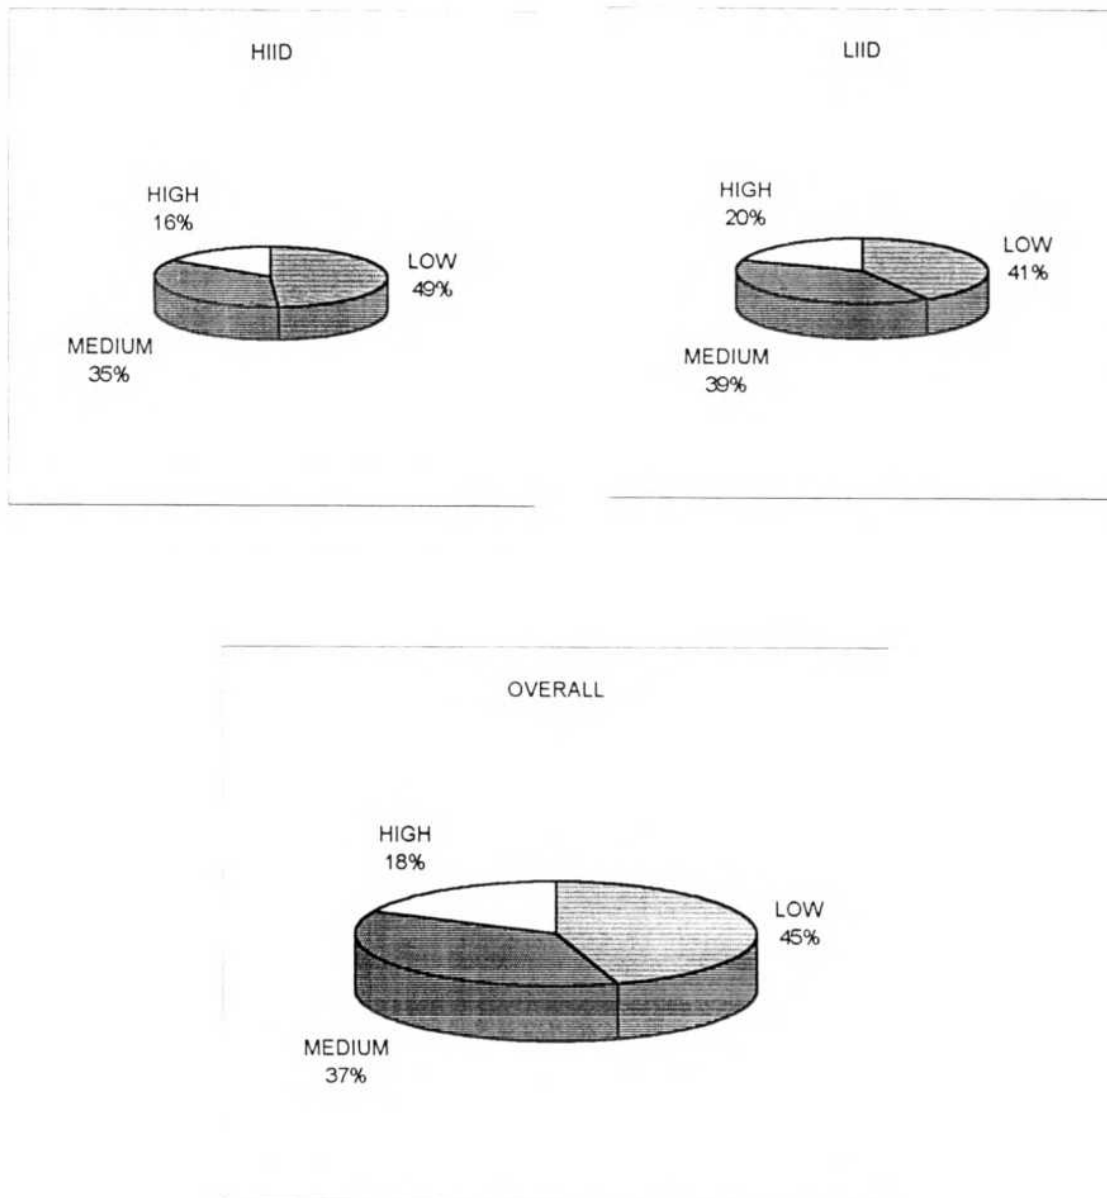 HIID
HIGH
16%
LOW
49%
MEDIUM
35%
LIID
HIGH
20%
LOW
41%
MEDIUM
39%
OVERALL
HIGH
18%
LOW
45%
MEDIUM
37%